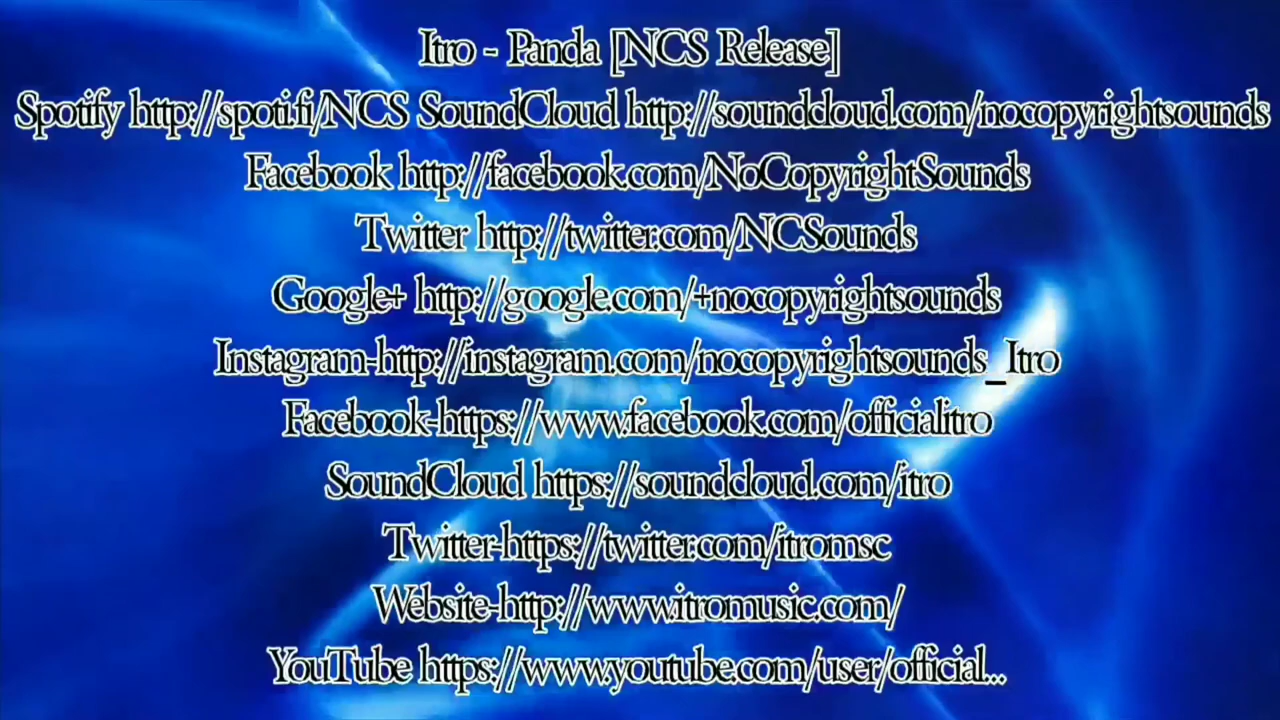 Itro - Panda [NCS Release]
Spotify http://spoti.fi/NCS SoundCloud http://soundcloud.com/nocopyrightsounds
Facebook http://facebook.com/NoCopyrightSounds
Twitter http://twitter.com/NCSounds
Google+ http://google.com/+nocopyrightsounds
Instagram-http://instagram.com/nocopyrightsounds_Itro
Facebook-https://www.facebook.com/officialitro
SoundCloud https://soundcloud.com/itro
Twitter-https://twitter.com/itromsc
Website-http://www.itromusic.com/
YouTube https://www.youtube.com/user/official...